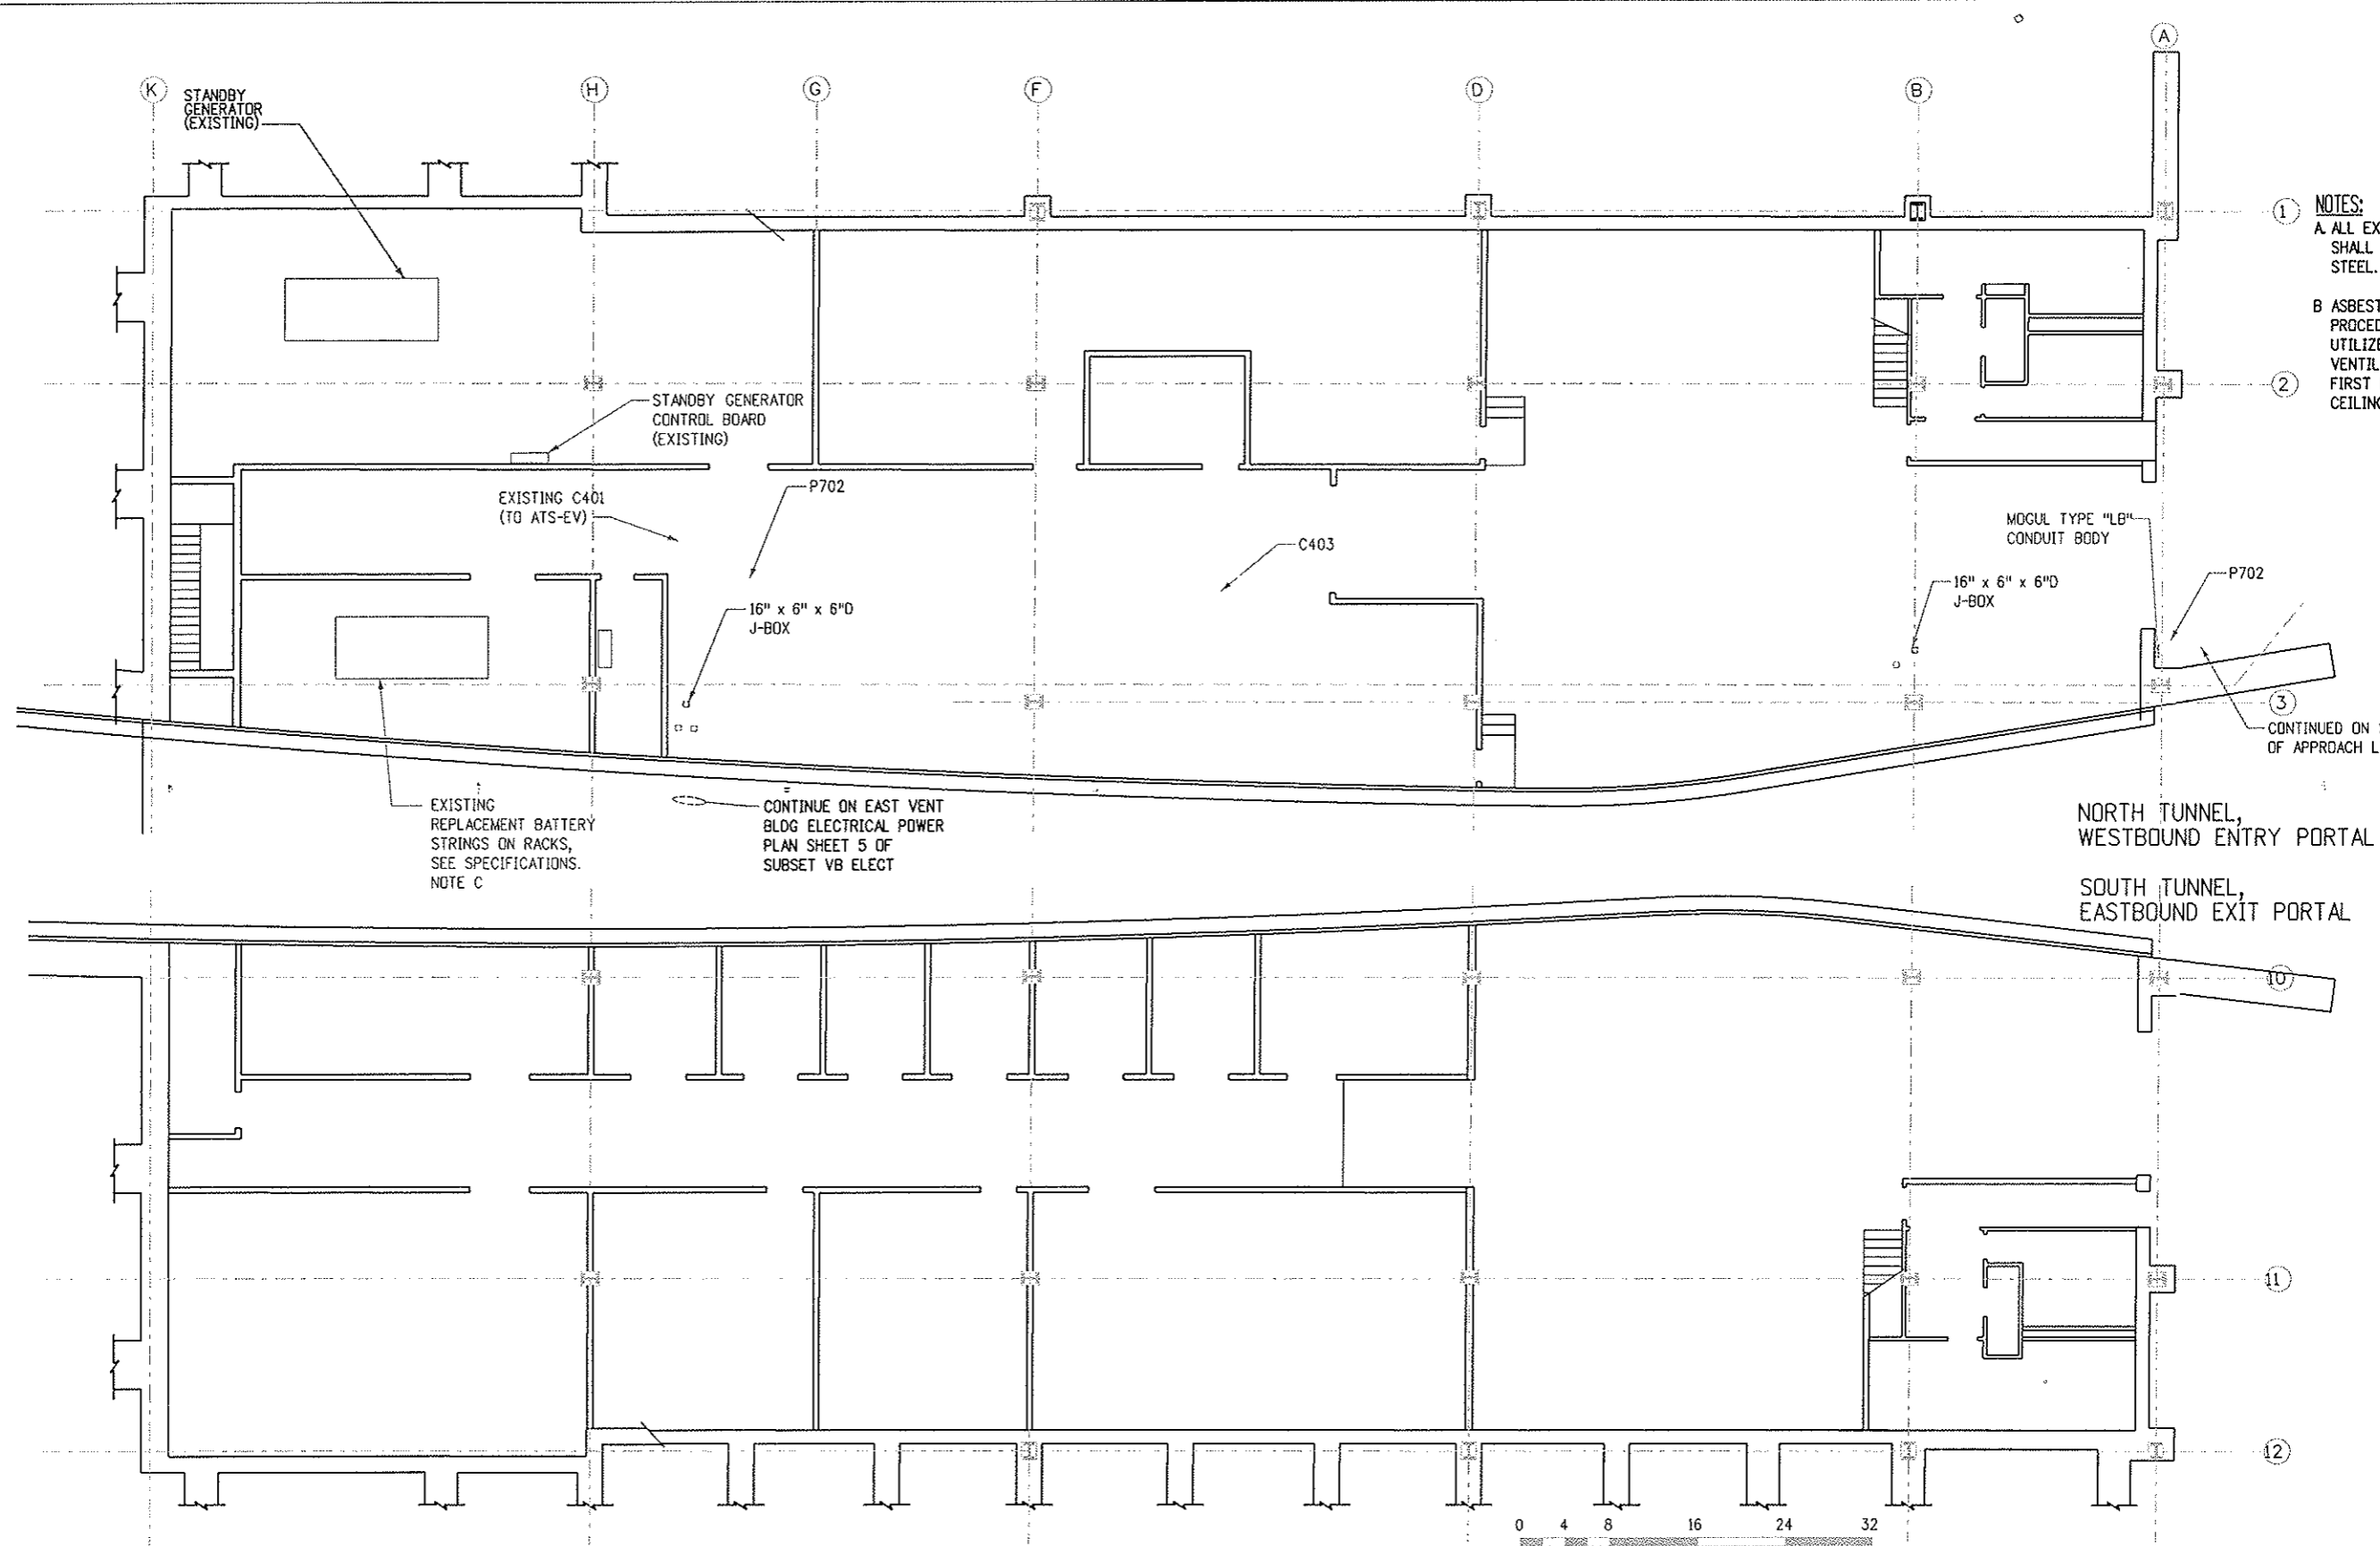 A
K
H
G
F
D
B
STANDBY
GENERATOR
(EXISTING)
1
NOTES:
A. ALL EX
SHALL
STEEL.
B ASBEST
PROCED
UTILIZE
VENTIL
FIRST
CEILING
2
STANDBY GENERATOR
CONTROL BOARD
(EXISTING)
P702
EXISTING C401
(TO ATS-EV)
C403
MOGUL TYPE "LB"
CONDUIT BODY
P702
16" x 6" x 6"D
J-BOX
16" x 6" x 6"D
J-BOX
3
CONTINUED ON
OF APPROACH L
EXISTING
REPLACEMENT BATTERY
STRINGS ON RACKS,
SEE SPECIFICATIONS.
NOTE C
CONTINUE ON EAST VENT
BLDG ELECTRICAL POWER
PLAN SHEET 5 OF
SUBSET VB ELECT
NORTH TUNNEL,
WESTBOUND ENTRY PORTAL
SOUTH TUNNEL,
EASTBOUND EXIT PORTAL
10
11
12
0 4 8 16 24 32